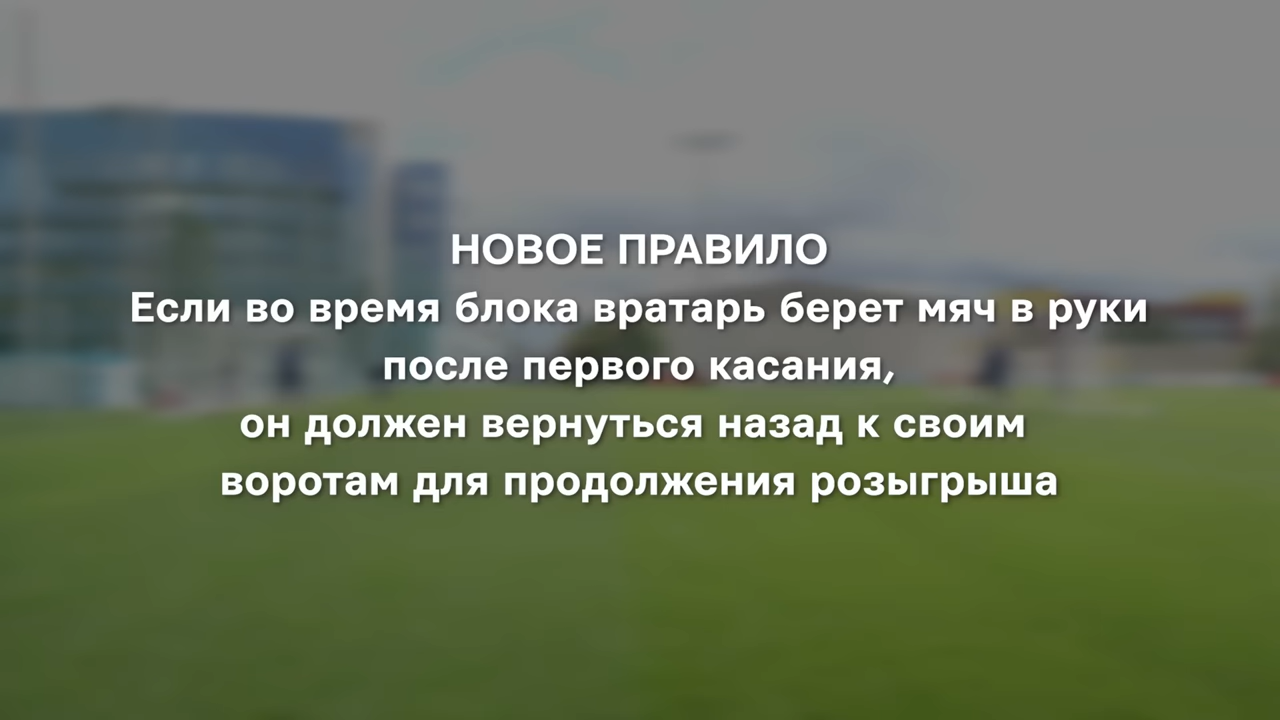 НОВОЕ ПРАВИЛО
Если во время блока вратарь берет мяч в руки
после первого касания,
он должен вернуться назад к своим
воротам для продолжения розыгрыша